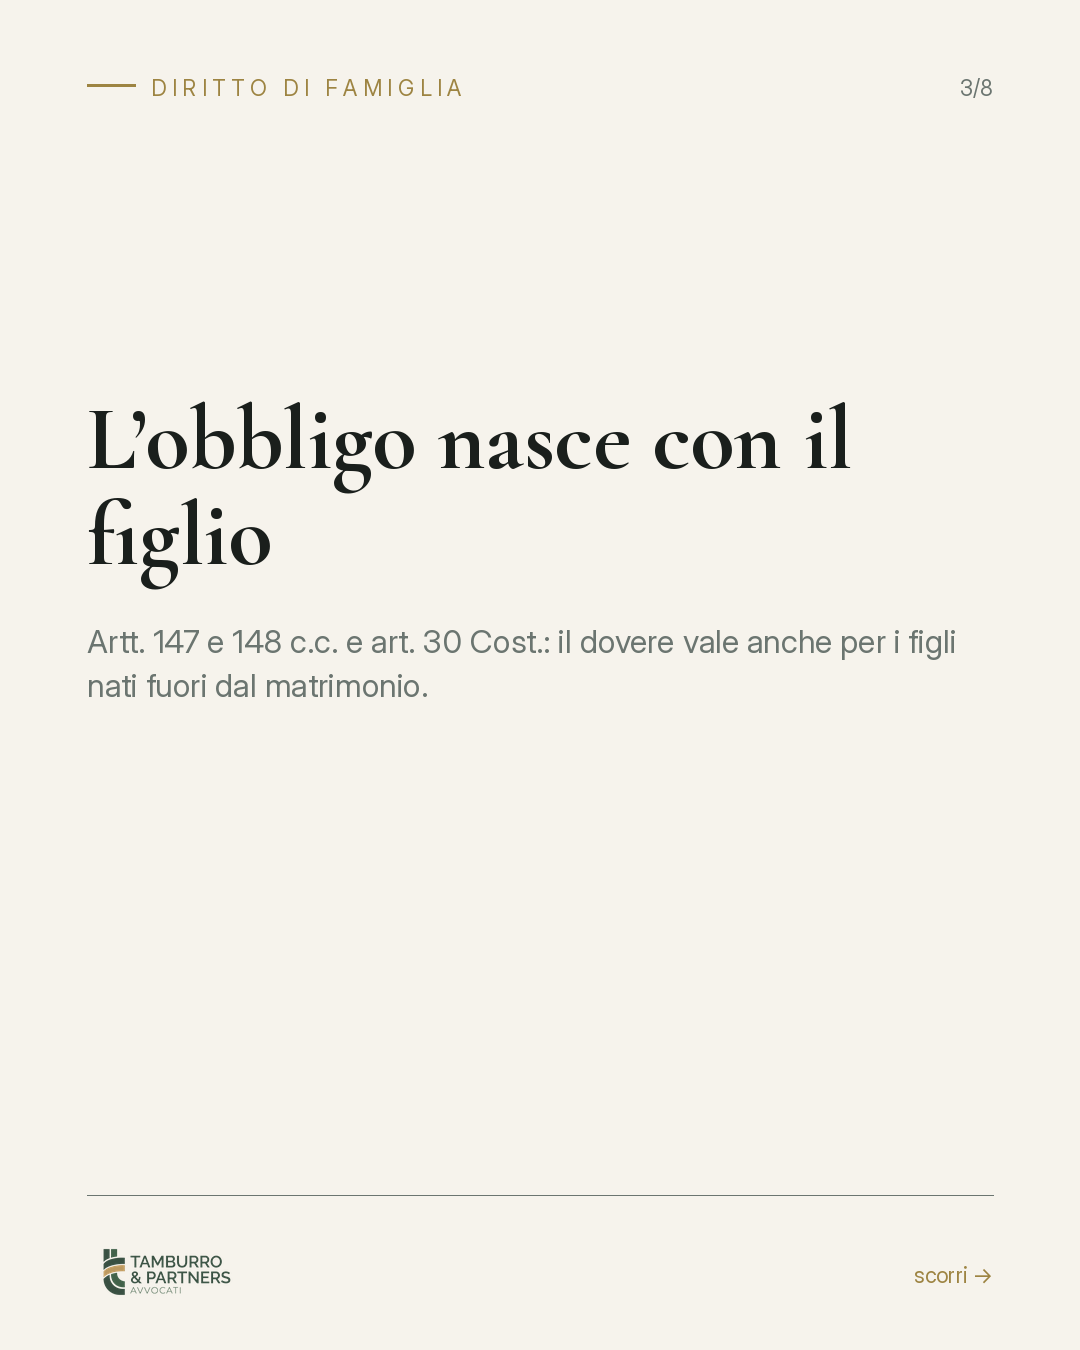 DIRITTO DI FAMIGLIA
3/8
L’obbligo nasce con il
figlio
Artt. 147 e 148 c.c. e art. 30 Cost.: il dovere vale anche per i figli
nati fuori dal matrimonio.
TAMBURRO
& PARTNERS
AVVOCATI
scorri →